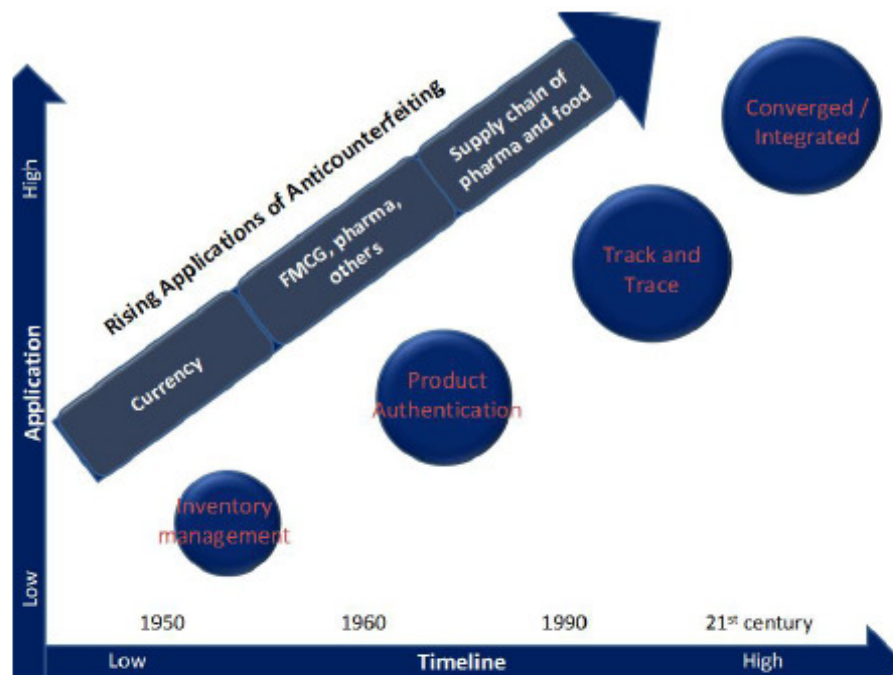 Rising Applications of Anticounterfeiting
Currency
FMCG, pharma,
others
Supply chain of
pharma and food
Converged /
Integrated
Track and
Trace
Product
Authentication
Inventory
management
High
Application
Low
1950 1960 1990 21st century
Low Timeline High